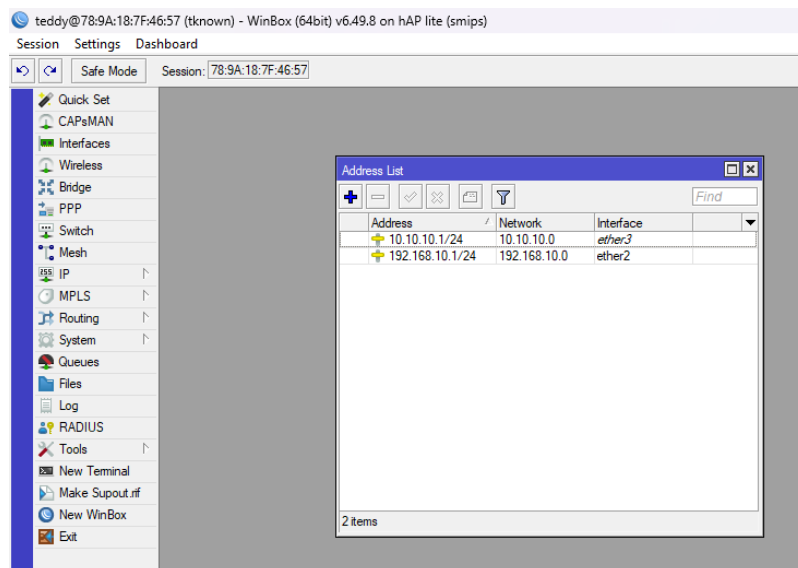 teddy@78:9A:18:7F:46:57 (tknown) - WinBox (64bit) v6.49.8 on hAP lite (smips)
Session Settings Dashboard
Safe Mode Session: 78:9A:18:7F:46:57
Quick Set
CAPsMAN
Interfaces
Wireless
Bridge
PPP
Switch
Mesh
255 IP
MPLS
Routing
System
Queues
Files
Log
RADIUS
Tools
New Terminal
Make Supout.rif
New WinBox
Exit
Address List
Find
Address Network Interface
10.10.10.1/24 10.10.10.0 ether3
192.168.10.1/24 192.168.10.0 ether2
2 items